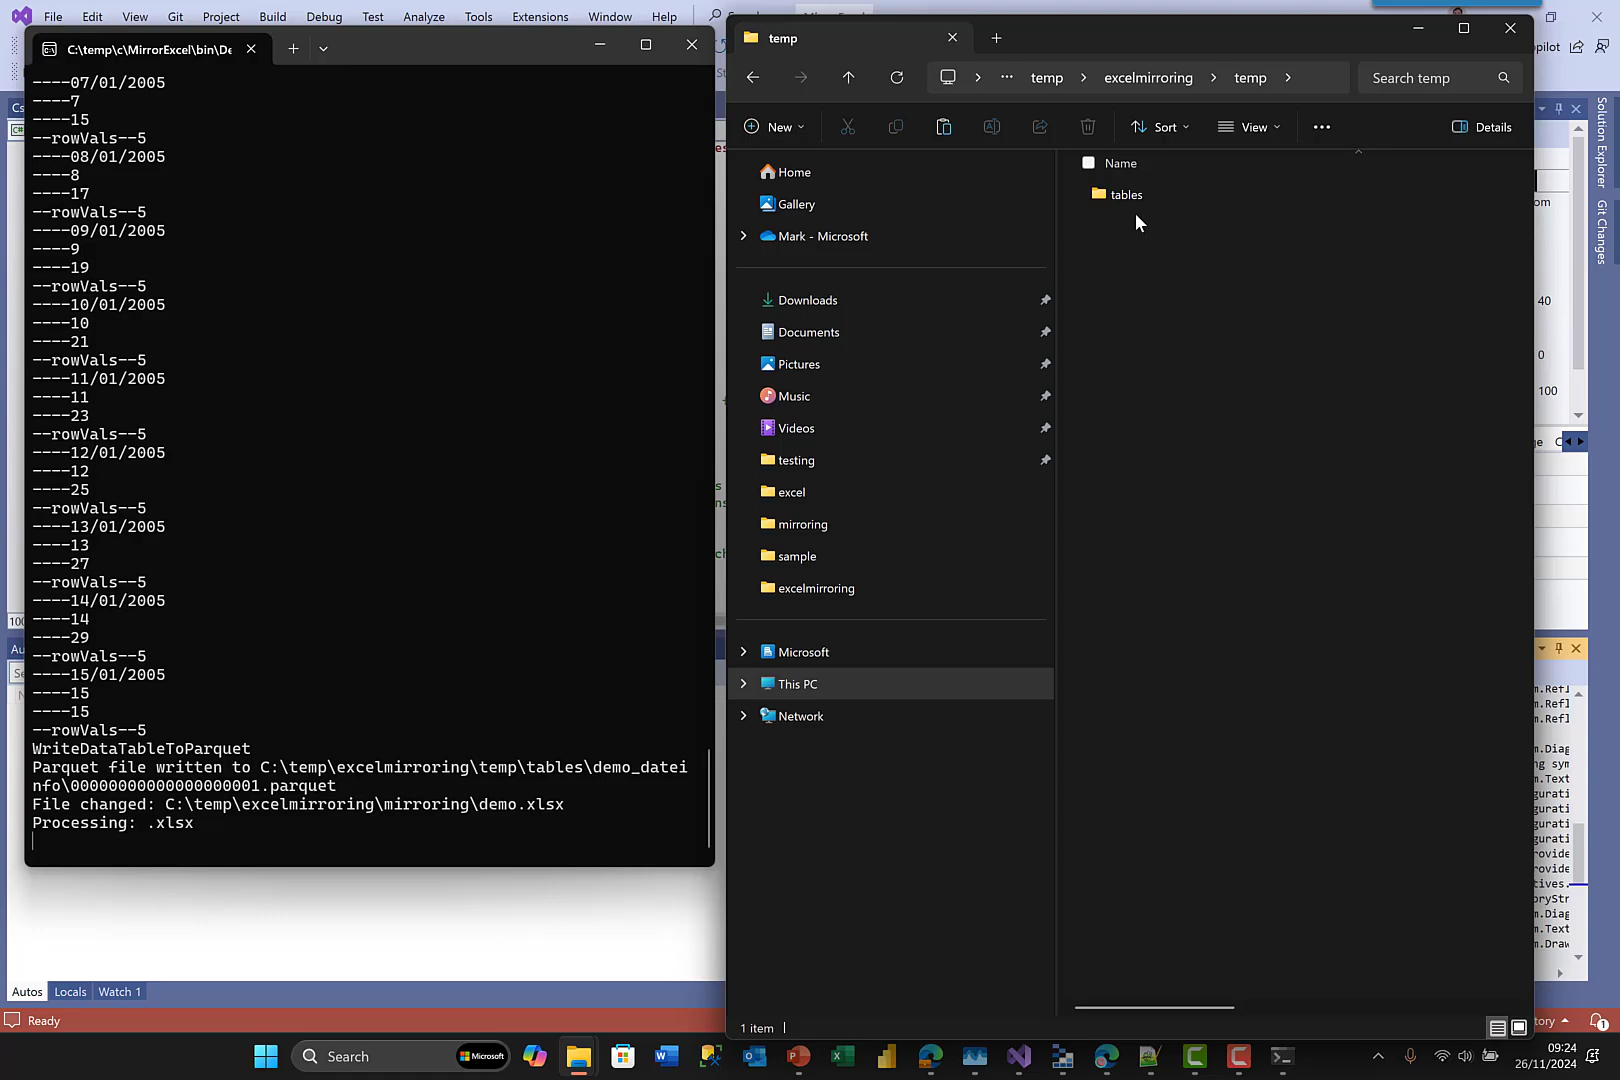 File Edit View Git Project Build Debug Test Analyze Tools Extensions Window Help
C:\temp\c\MirrorExcel\bin\De
----07/01/2005
----7
----15
--rowVals--5
----08/01/2005
----8
----17
--rowVals--5
----09/01/2005
----9
----19
--rowVals--5
----10/01/2005
----10
----21
--rowVals--5
----11/01/2005
----11
----23
--rowVals--5
----12/01/2005
----12
----25
--rowVals--5
----13/01/2005
----13
----27
--rowVals--5
----14/01/2005
----14
----29
--rowVals--5
----15/01/2005
----15
----15
--rowVals--5
WriteDataTableToParquet
Parquet file written to C:\temp\excelmirroring\temp\tables\demo_datei
nfo\00000000000000000001.parquet
File changed: C:\temp\excelmirroring\mirroring\demo.xlsx
Processing: .xlsx
temp
temp excelmirroring temp
Search temp
New Sort View Details
Name
tables
Home
Gallery
Mark - Microsoft
Downloads
Documents
Pictures
Music
Videos
testing
excel
mirroring
sample
excelmirroring
Microsoft
This PC
Network
1 item
Solution Explorer
Git Changes
40
0
100
Autos Locals Watch 1
Ready
Search
Microsoft
09:24
26/11/2024